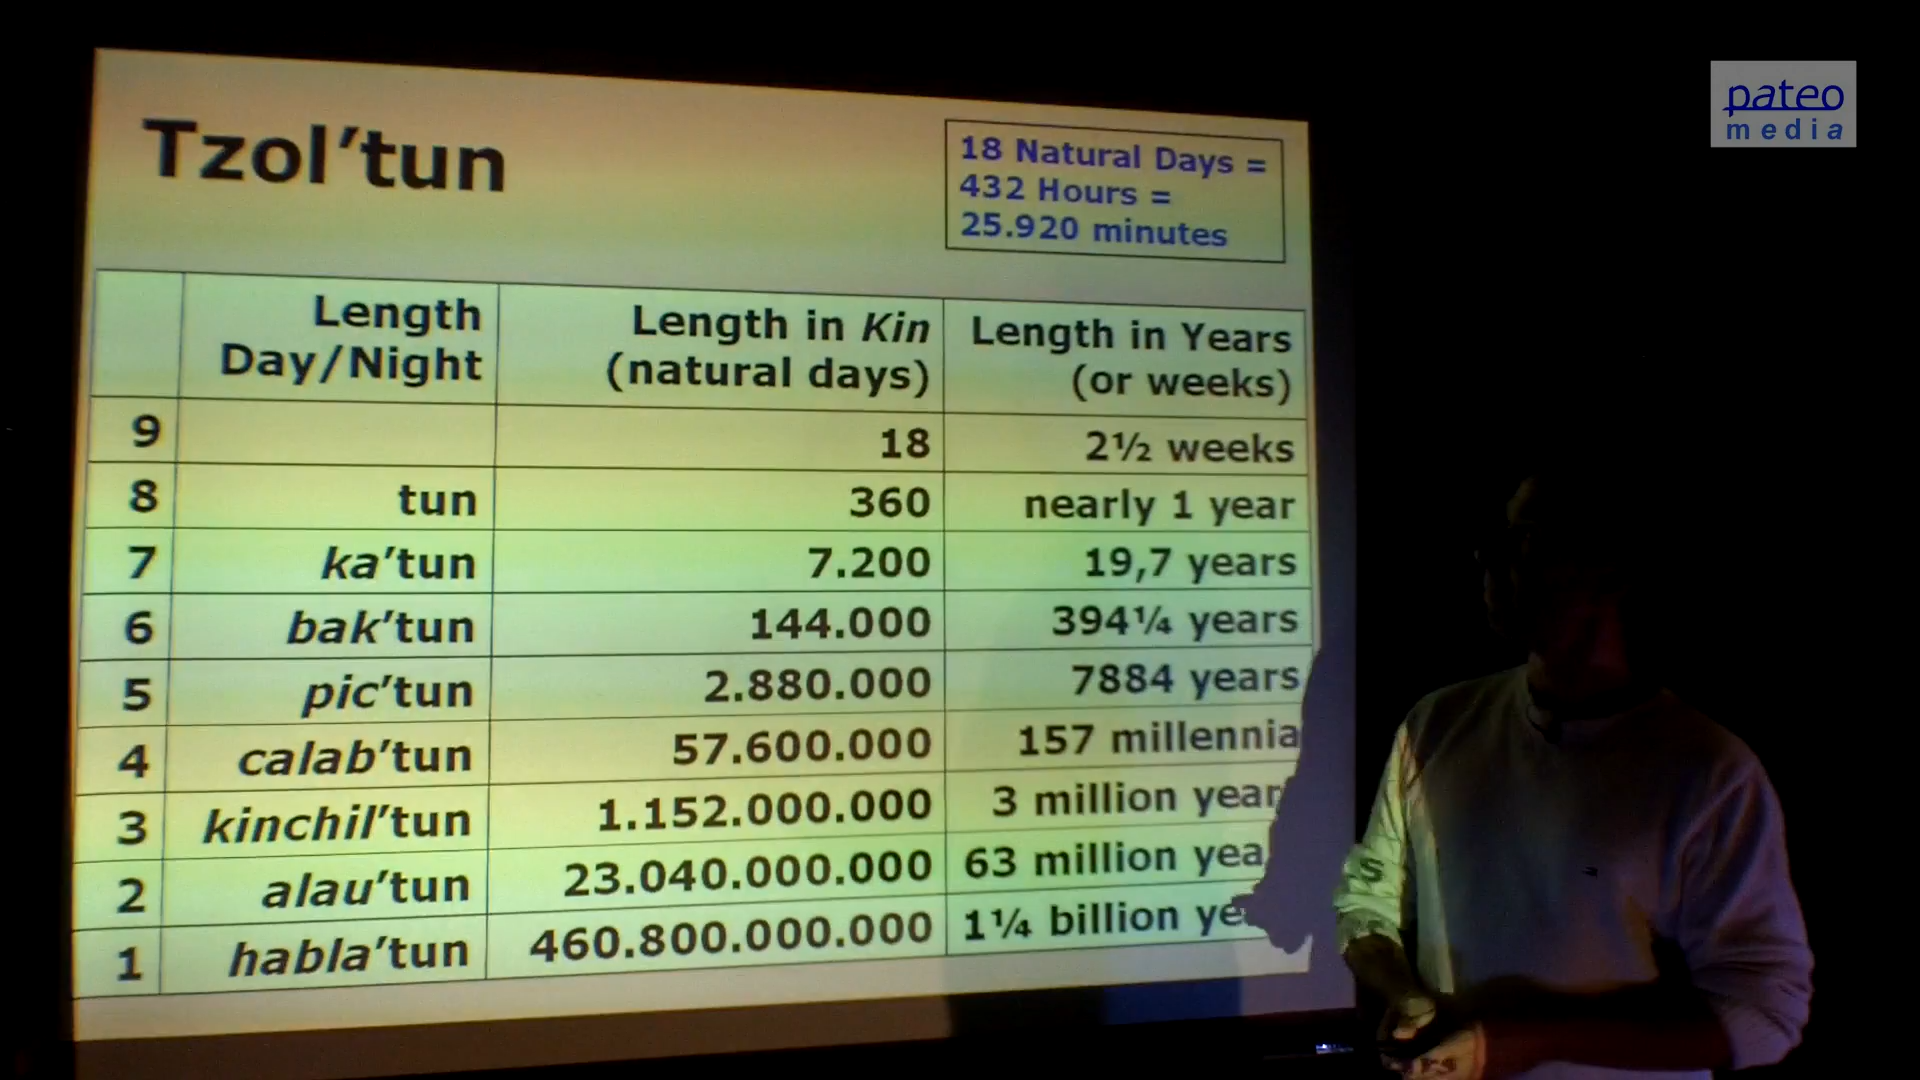 pateo
media
Tzol'tun
18 Natural Days =
432 Hours =
25.920 minutes
Length Day/Night Length in Kin (natural days) Length in Years (or weeks)
9 18 2½ weeks
8 tun 360 nearly 1 year
7 ka'tun 7.200 19,7 years
6 bak'tun 144.000 394¼ years
5 pic'tun 2.880.000 7884 years
4 calab'tun 57.600.000 157 millennia
3 kinchil'tun 1.152.000.000 3 million year
2 alau'tun 23.040.000.000 63 million yea s
1 habla'tun 460.800.000.000 1¼ billion ye